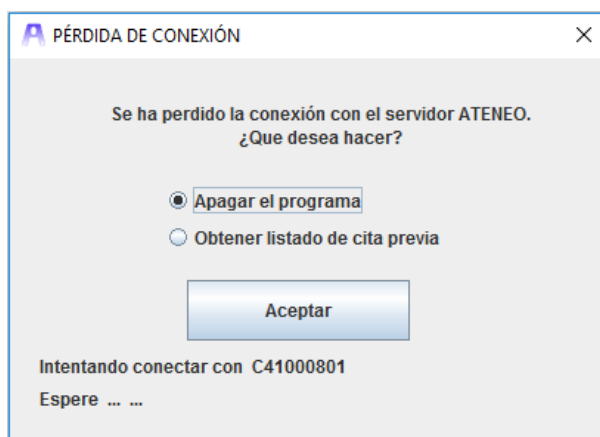 PÉRDIDA DE CONEXIÓN
Se ha perdido la conexión con el servidor ATENEO.
¿Que desea hacer?
Apagar el programa
Obtener listado de cita previa
Aceptar
Intentando conectar con C41000801
Espere ... ...